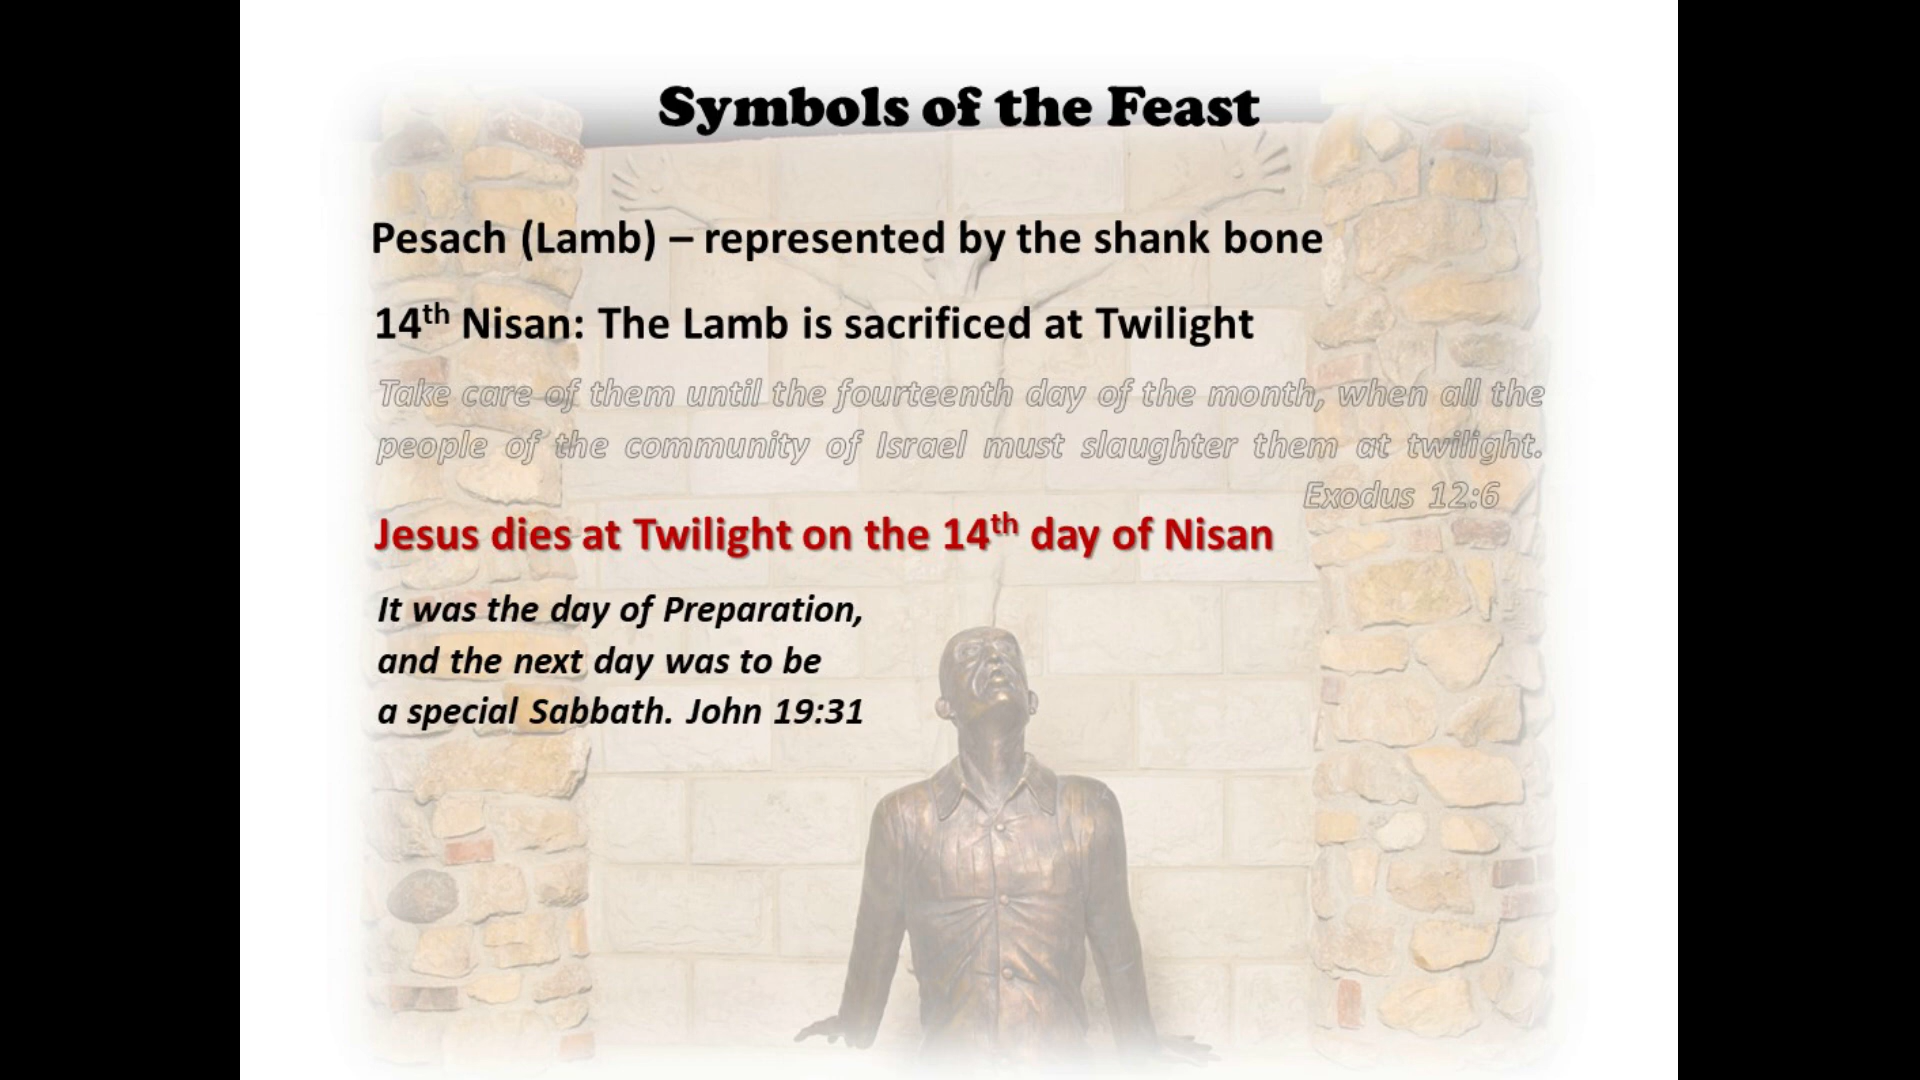 Symbols of the Feast
Pesach (Lamb) – represented by the shank bone
14th Nisan: The Lamb is sacrificed at Twilight
Take care of them until the fourteenth day of the month, when all the
people of the community of Israel must slaughter them at twilight.
Exodus 12:6
Jesus dies at Twilight on the 14th day of Nisan
It was the day of Preparation,
and the next day was to be
a special Sabbath. John 19:31